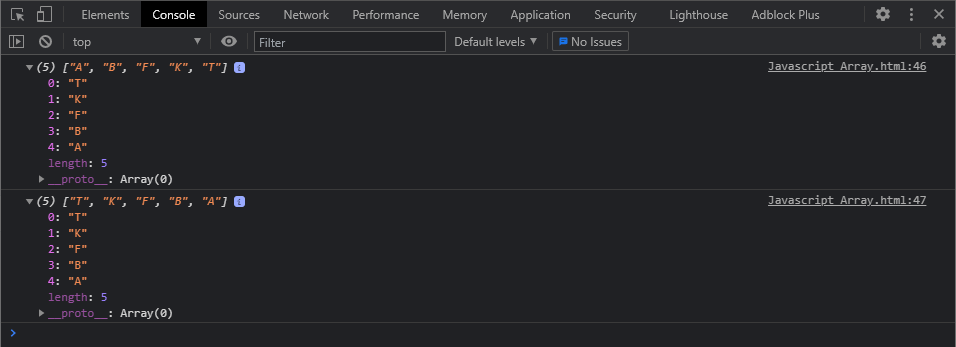 Elements Console Sources Network Performance Memory Application Security Lighthouse Adblock Plus
top Filter Default levels No Issues
(5) ["A", "B", "F", "K", "T"] i Javascript Array.html:46
0: "T"
1: "K"
2: "F"
3: "B"
4: "A"
length: 5
__proto__: Array(0)
(5) ["T", "K", "F", "B", "A"] i Javascript Array.html:47
0: "T"
1: "K"
2: "F"
3: "B"
4: "A"
length: 5
__proto__: Array(0)